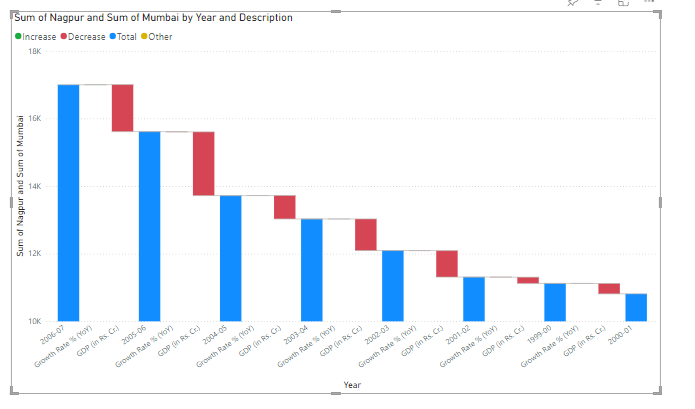 Sum of Nagpur and Sum of Mumbai by Year and Description
Increase Decrease Total Other
18K
16K
14K
12K
10K
Sum of Nagpur and Sum of Mumbai
2006-07
Growth Rate % (YoY)
GDP (in Rs. Cr.)
2005-06
Growth Rate % (YoY)
GDP (in Rs. Cr.)
2004-05
Growth Rate % (YoY)
GDP (in Rs. Cr.)
2003-04
Growth Rate % (YoY)
GDP (in Rs. Cr.)
2002-03
Growth Rate % (YoY)
GDP (in Rs. Cr.)
2001-02
Growth Rate % (YoY)
GDP (in Rs. Cr.)
1999-00
Growth Rate % (YoY)
GDP (in Rs. Cr.)
2000-01
Year